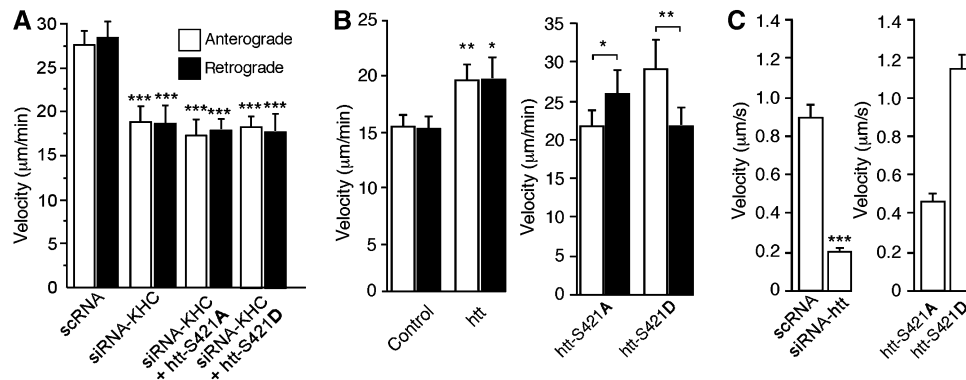 A
Velocity (μm/min)
30
25
20
15
10
5
0
Anterograde
Retrograde
*** ***
*** ***
*** ***
scRNA
siRNA-KHC
siRNA-KHC
+ htt-S421A
siRNA-KHC
+ htt-S421D
B
Velocity (μm/min)
25
20
15
10
5
0
** *
Control
htt
Velocity (μm/min)
35
30
25
20
15
10
5
0
*
**
htt-S421A
htt-S421D
C
Velocity (μm/s)
1.4
1.2
1.0
0.8
0.6
0.4
0.2
0
***
scRNA
siRNA-htt
Velocity (μm/s)
1.4
1.2
1.0
0.8
0.6
0.4
0.2
0
htt-S421A
htt-S421D